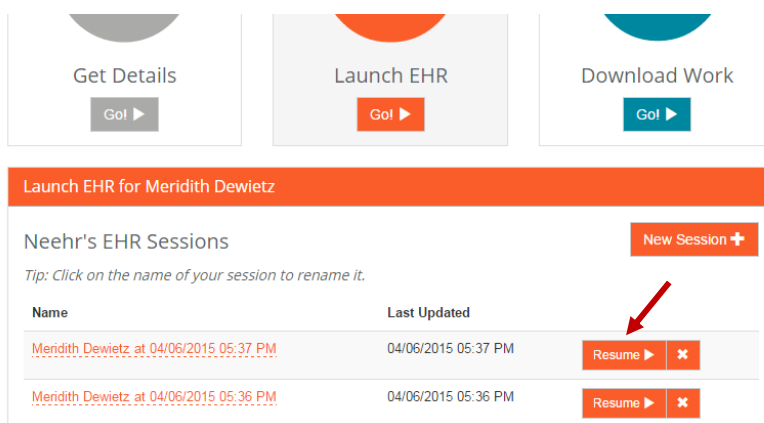 Get Details
Launch EHR
Download Work
Go!
Go!
Go!
Launch EHR for Meridith Dewietz
Neehr's EHR Sessions
New Session
Tip: Click on the name of your session to rename it.
Name Last Updated
Meridith Dewietz at 04/06/2015 05:37 PM 04/06/2015 05:37 PM Resume
Meridith Dewietz at 04/06/2015 05:36 PM 04/06/2015 05:36 PM Resume